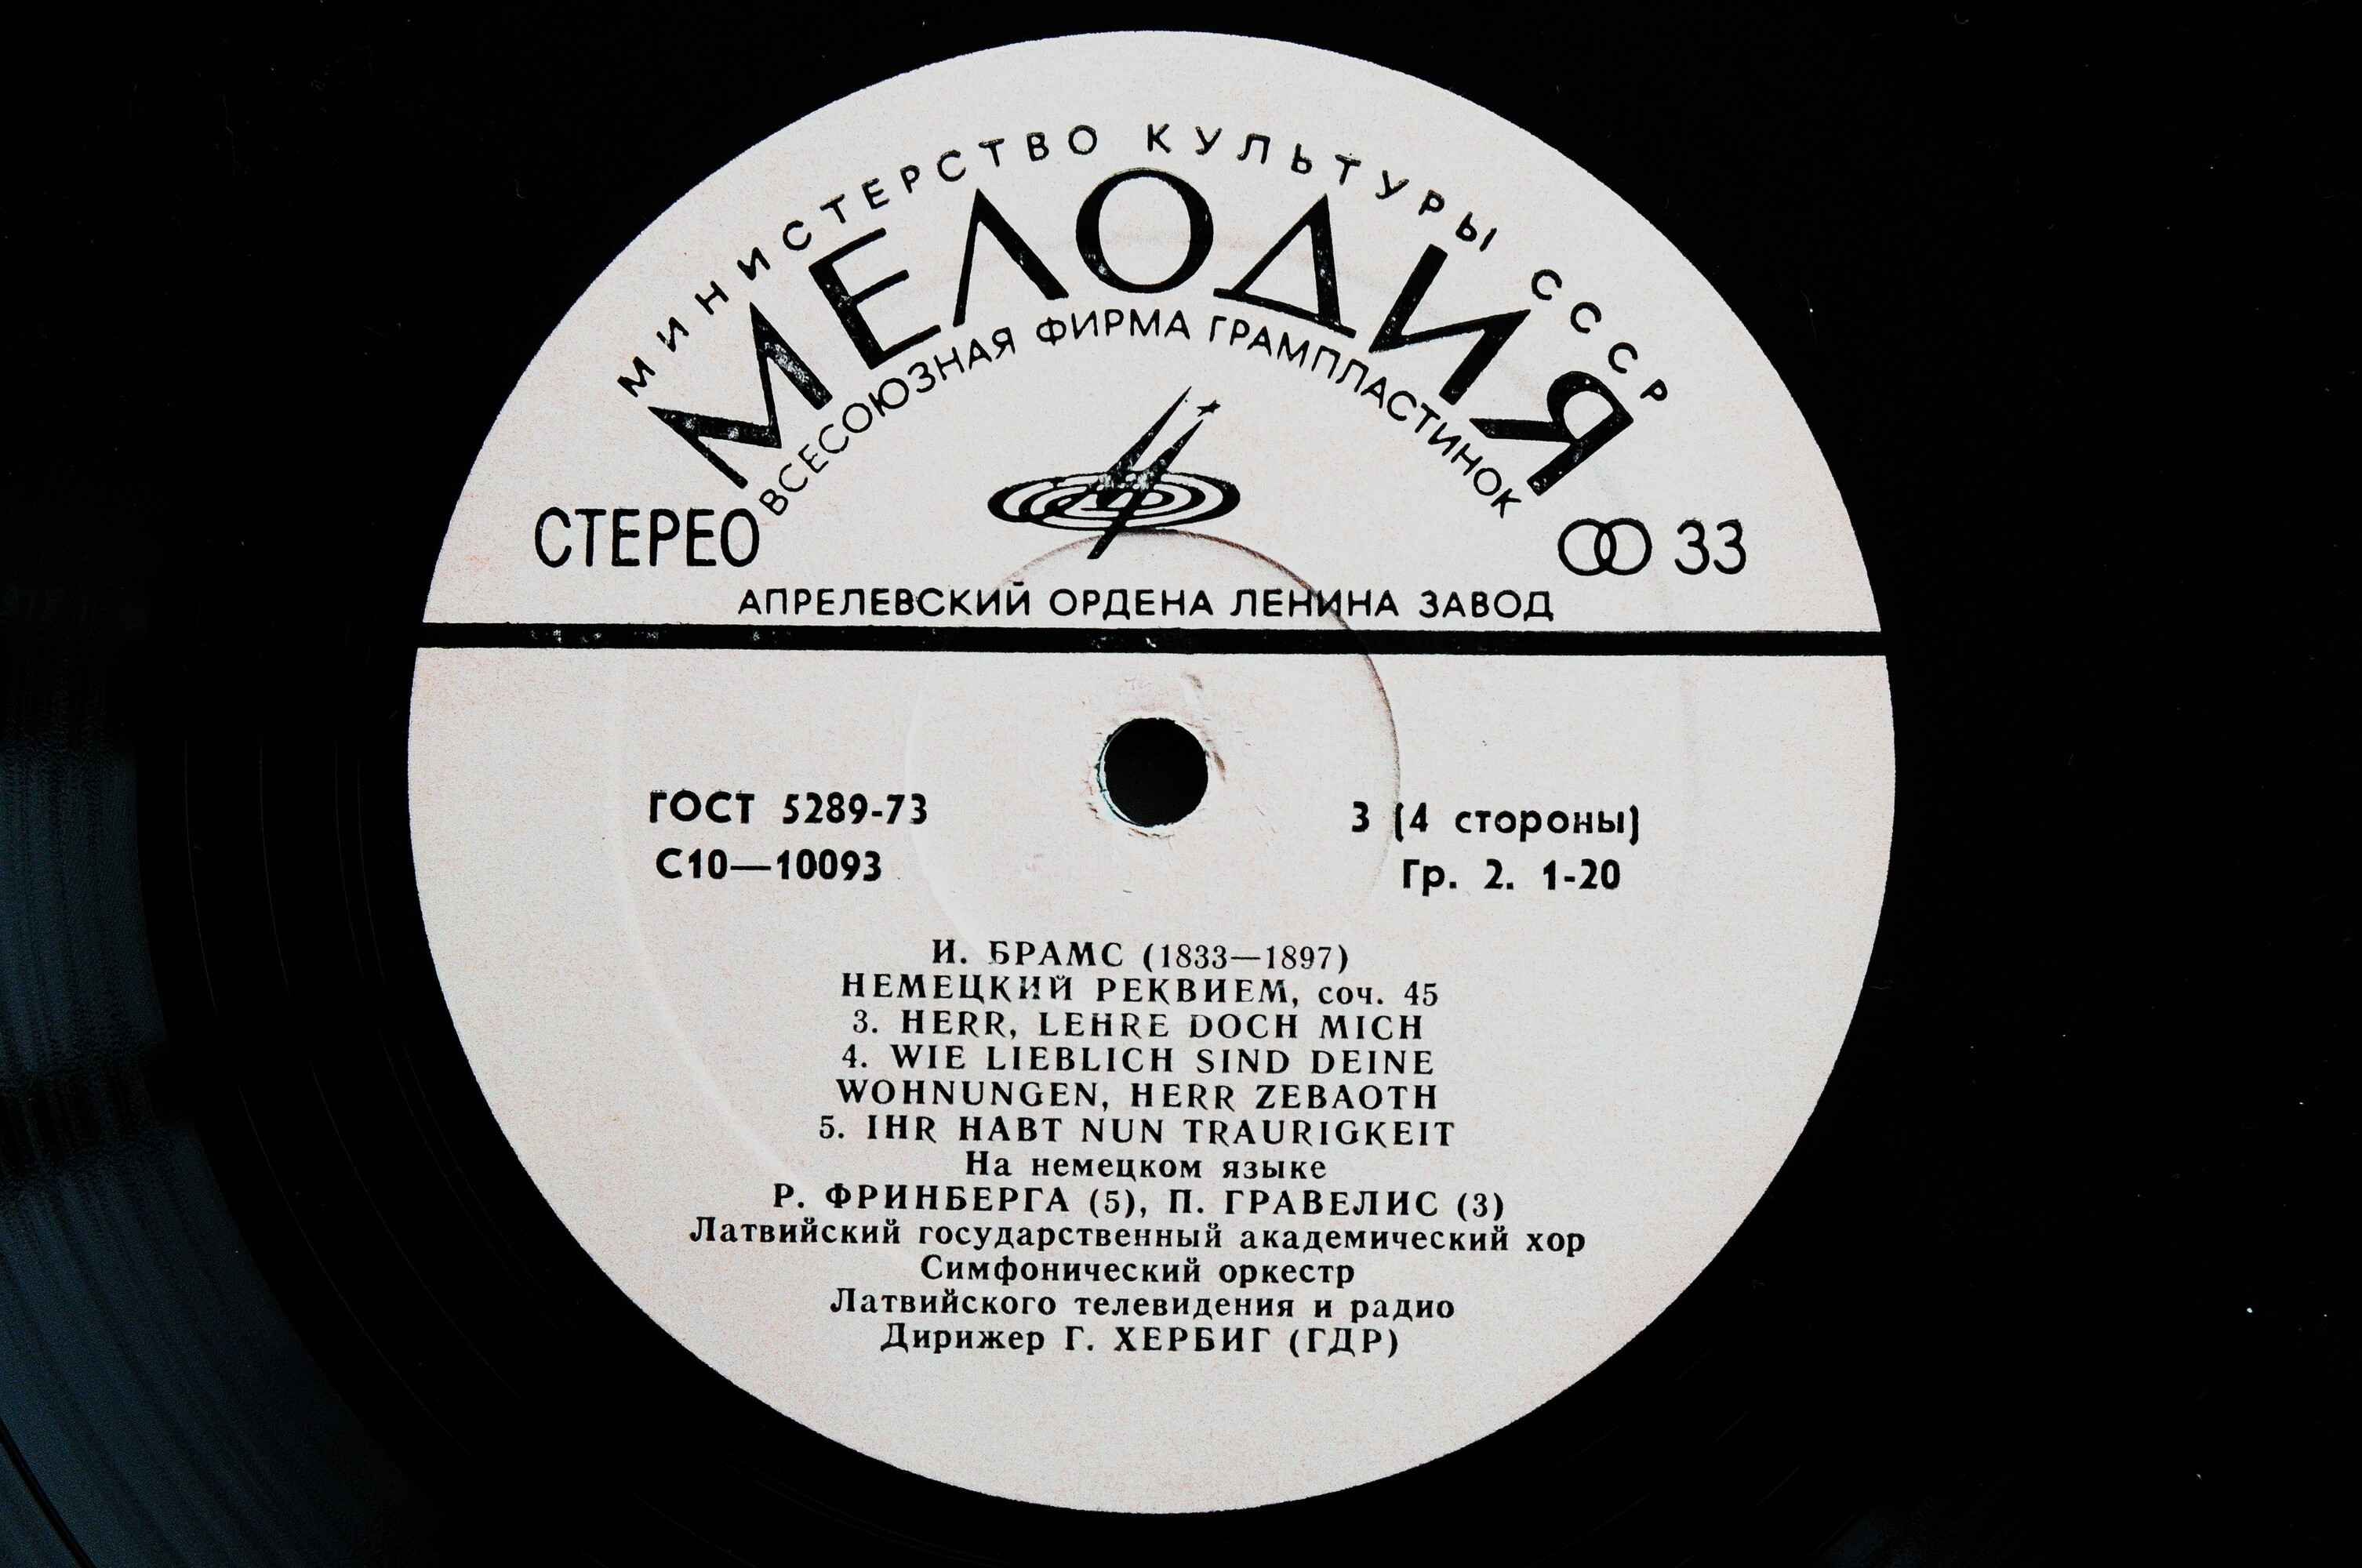 МИНИСТЕРСТВО КУЛЬТУРЫ СССР
МЕЛОДИЯ
ВСЕСОЮЗНАЯ ФИРМА ГРАМПЛАСТИНОК
СТЕРЕО
33
АПРЕЛЕВСКИЙ ОРДЕНА ЛЕНИНА ЗАВОД
ГОСТ 5289-73
С10—10093
3 (4 стороны)
Гр. 2. 1-20
И. БРАМС (1833—1897)
НЕМЕЦКИЙ РЕКВИЕМ, соч. 45
3. HERR, LEHRE DOCH MICH
4. WIE LIEBLICH SIND DEINE
WOHNUNGEN, HERR ZEBAOTH
5. IHR HABT NUN TRAURIGKEIT
На немецком языке
Р. ФРИНБЕРГА (5), П. ГРАВЕЛИС (3)
Латвийский государственный академический хор
Симфонический оркестр
Латвийского телевидения и радио
Дирижер Г. ХЕРБИГ (ГДР)